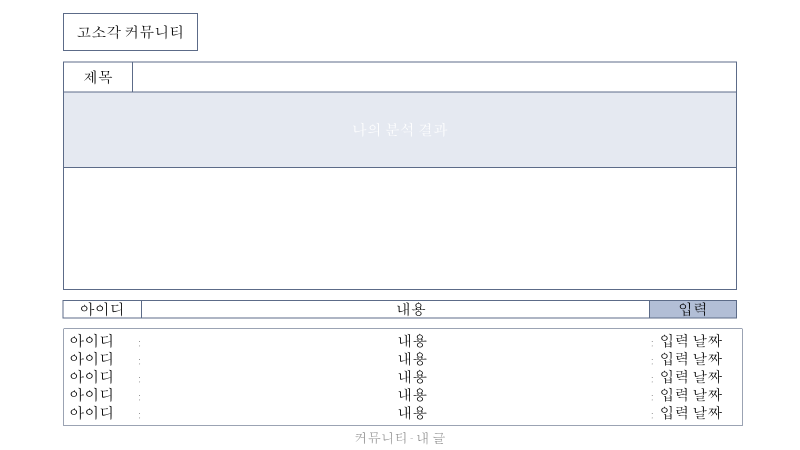 고소각 커뮤니티
제목
나의 분석 결과
아이디 내용 입력
아이디 : 내용 : 입력 날짜
아이디 : 내용 : 입력 날짜
아이디 : 내용 : 입력 날짜
아이디 : 내용 : 입력 날짜
아이디 : 내용 : 입력 날짜
커뮤니티 - 내 글